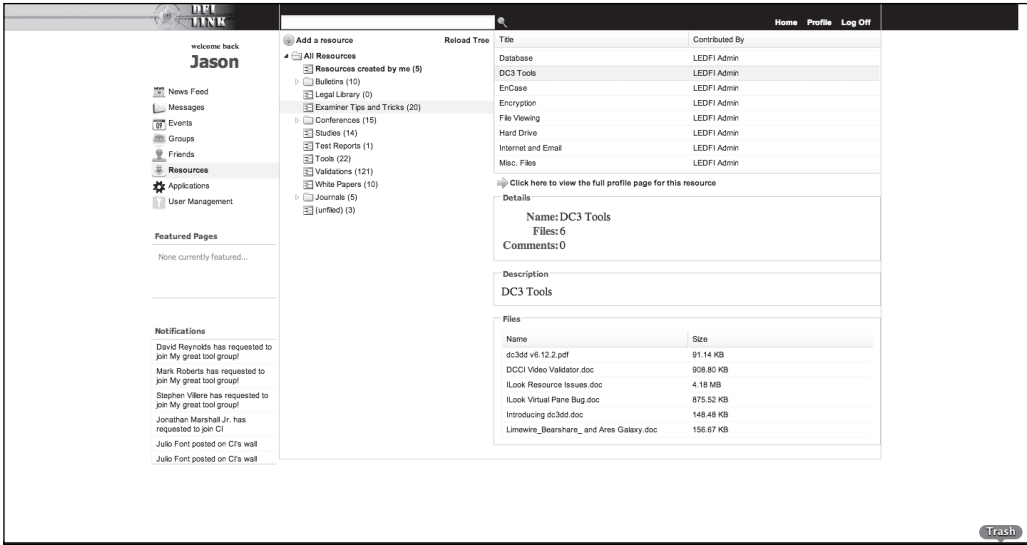 DFI
LINK
Home Profile Log Off
welcome back
Jason
News Feed
Messages
09 Events
Groups
Friends
Resources
Applications
User Management
Featured Pages
None currently featured...
Notifications
David Reynolds has requested to
join My great tool group!
Mark Roberts has requested to
join My great tool group!
Stephen Villere has requested to
join My great tool group!
Jonathan Marshall Jr. has
requested to join CI
Julio Font posted on CI's wall
Julio Font posted on CI's wall
Add a resource Reload Tree
All Resources
Resources created by me (5)
Bulletins (10)
Legal Library (0)
Examiner Tips and Tricks (20)
Conferences (15)
Studies (14)
Test Reports (1)
Tools (22)
Validations (121)
White Papers (10)
Journals (5)
(unfiled) (3)
Title Contributed By
Database LEDFI Admin
DC3 Tools LEDFI Admin
EnCase LEDFI Admin
Encryption LEDFI Admin
File Viewing LEDFI Admin
Hard Drive LEDFI Admin
Internet and Email LEDFI Admin
Misc. Files LEDFI Admin
Click here to view the full profile page for this resource
Details
Name: DC3 Tools
Files: 6
Comments: 0
Description
DC3 Tools
Files
Name Size
dc3dd v6.12.2.pdf 91.14 KB
DCCI Video Validator.doc 908.80 KB
ILook Resource Issues.doc 4.18 MB
ILook Virtual Pane Bug.doc 875.52 KB
Introducing dc3dd.doc 148.48 KB
Limewire_Bearshare_ and Ares Galaxy.doc 156.67 KB
Trash